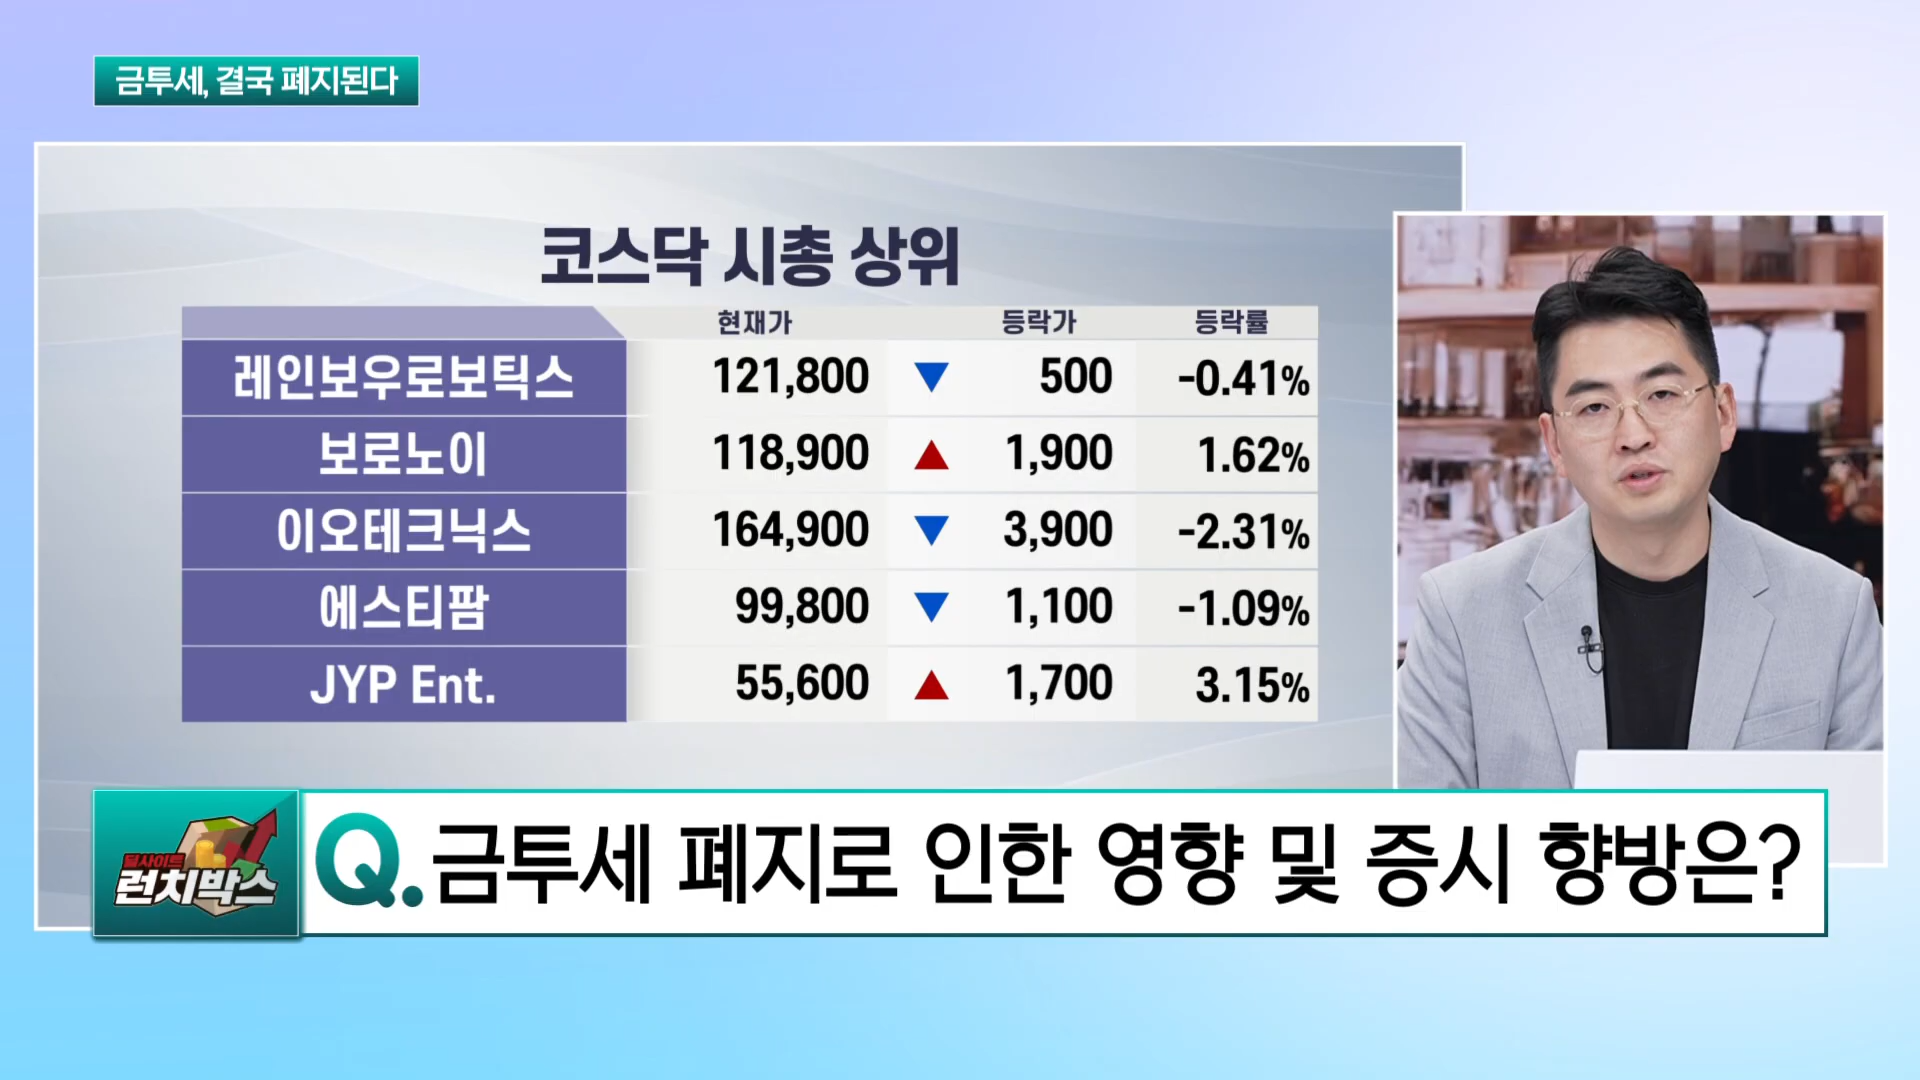 금투세, 결국 폐지된다
코스닥 시총 상위
현재가 등락가 등락률
레인보우로보틱스 121,800 ▼ 500 -0.41%
보로노이 118,900 ▲ 1,900 1.62%
이오테크닉스 164,900 ▼ 3,900 -2.31%
에스티팜 99,800 ▼ 1,100 -1.09%
JYP Ent. 55,600 ▲ 1,700 3.15%
딜사이트
런치박스
Q. 금투세 폐지로 인한 영향 및 증시 향방은?